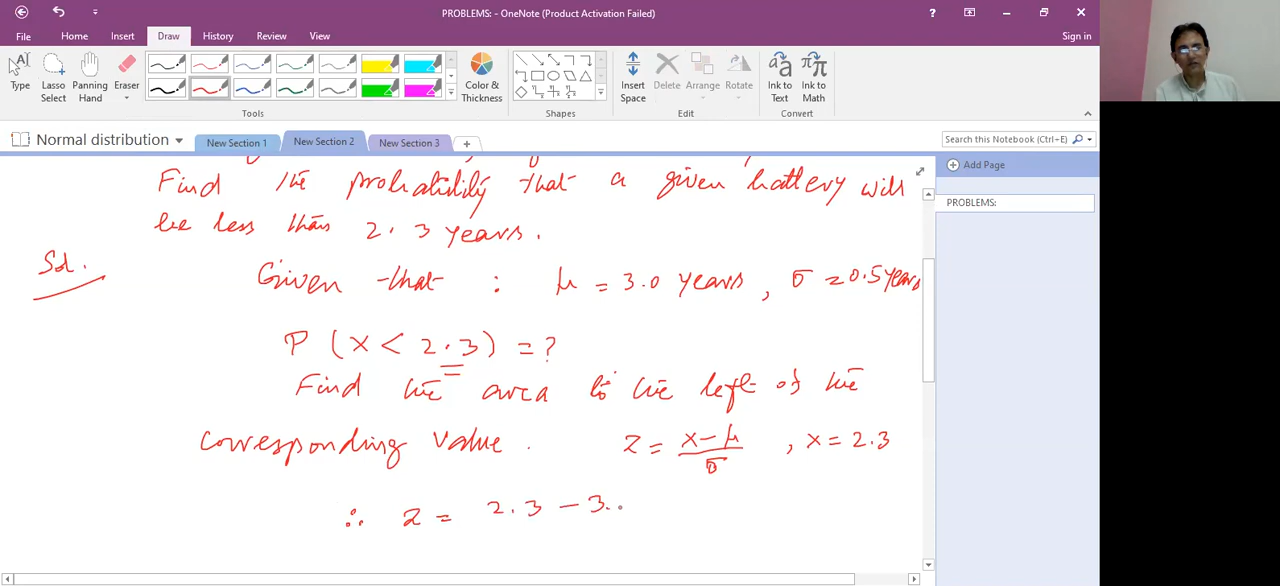 PROBLEMS: - OneNote (Product Activation Failed)
?
File Home Insert Draw History Review View Sign in
Type
Lasso Select
Panning Hand
Eraser
Color & Thickness
Insert Space
Delete
Arrange
Rotate
Ink to Text
Ink to Math
Tools Shapes Edit Convert
Normal distribution New Section 1 New Section 2 New Section 3 + Search this Notebook (Ctrl+E)
Add Page
PROBLEMS:
Find the probability that a given battery will
be less than 2.3 years.
Sol. Given that : μ = 3.0 years, σ = 0.5 years
P (X < 2.3) = ?
Find the area to the left of the
corresponding value. z = x-μ/σ , x = 2.3
∴ z = 2.3 - 3.